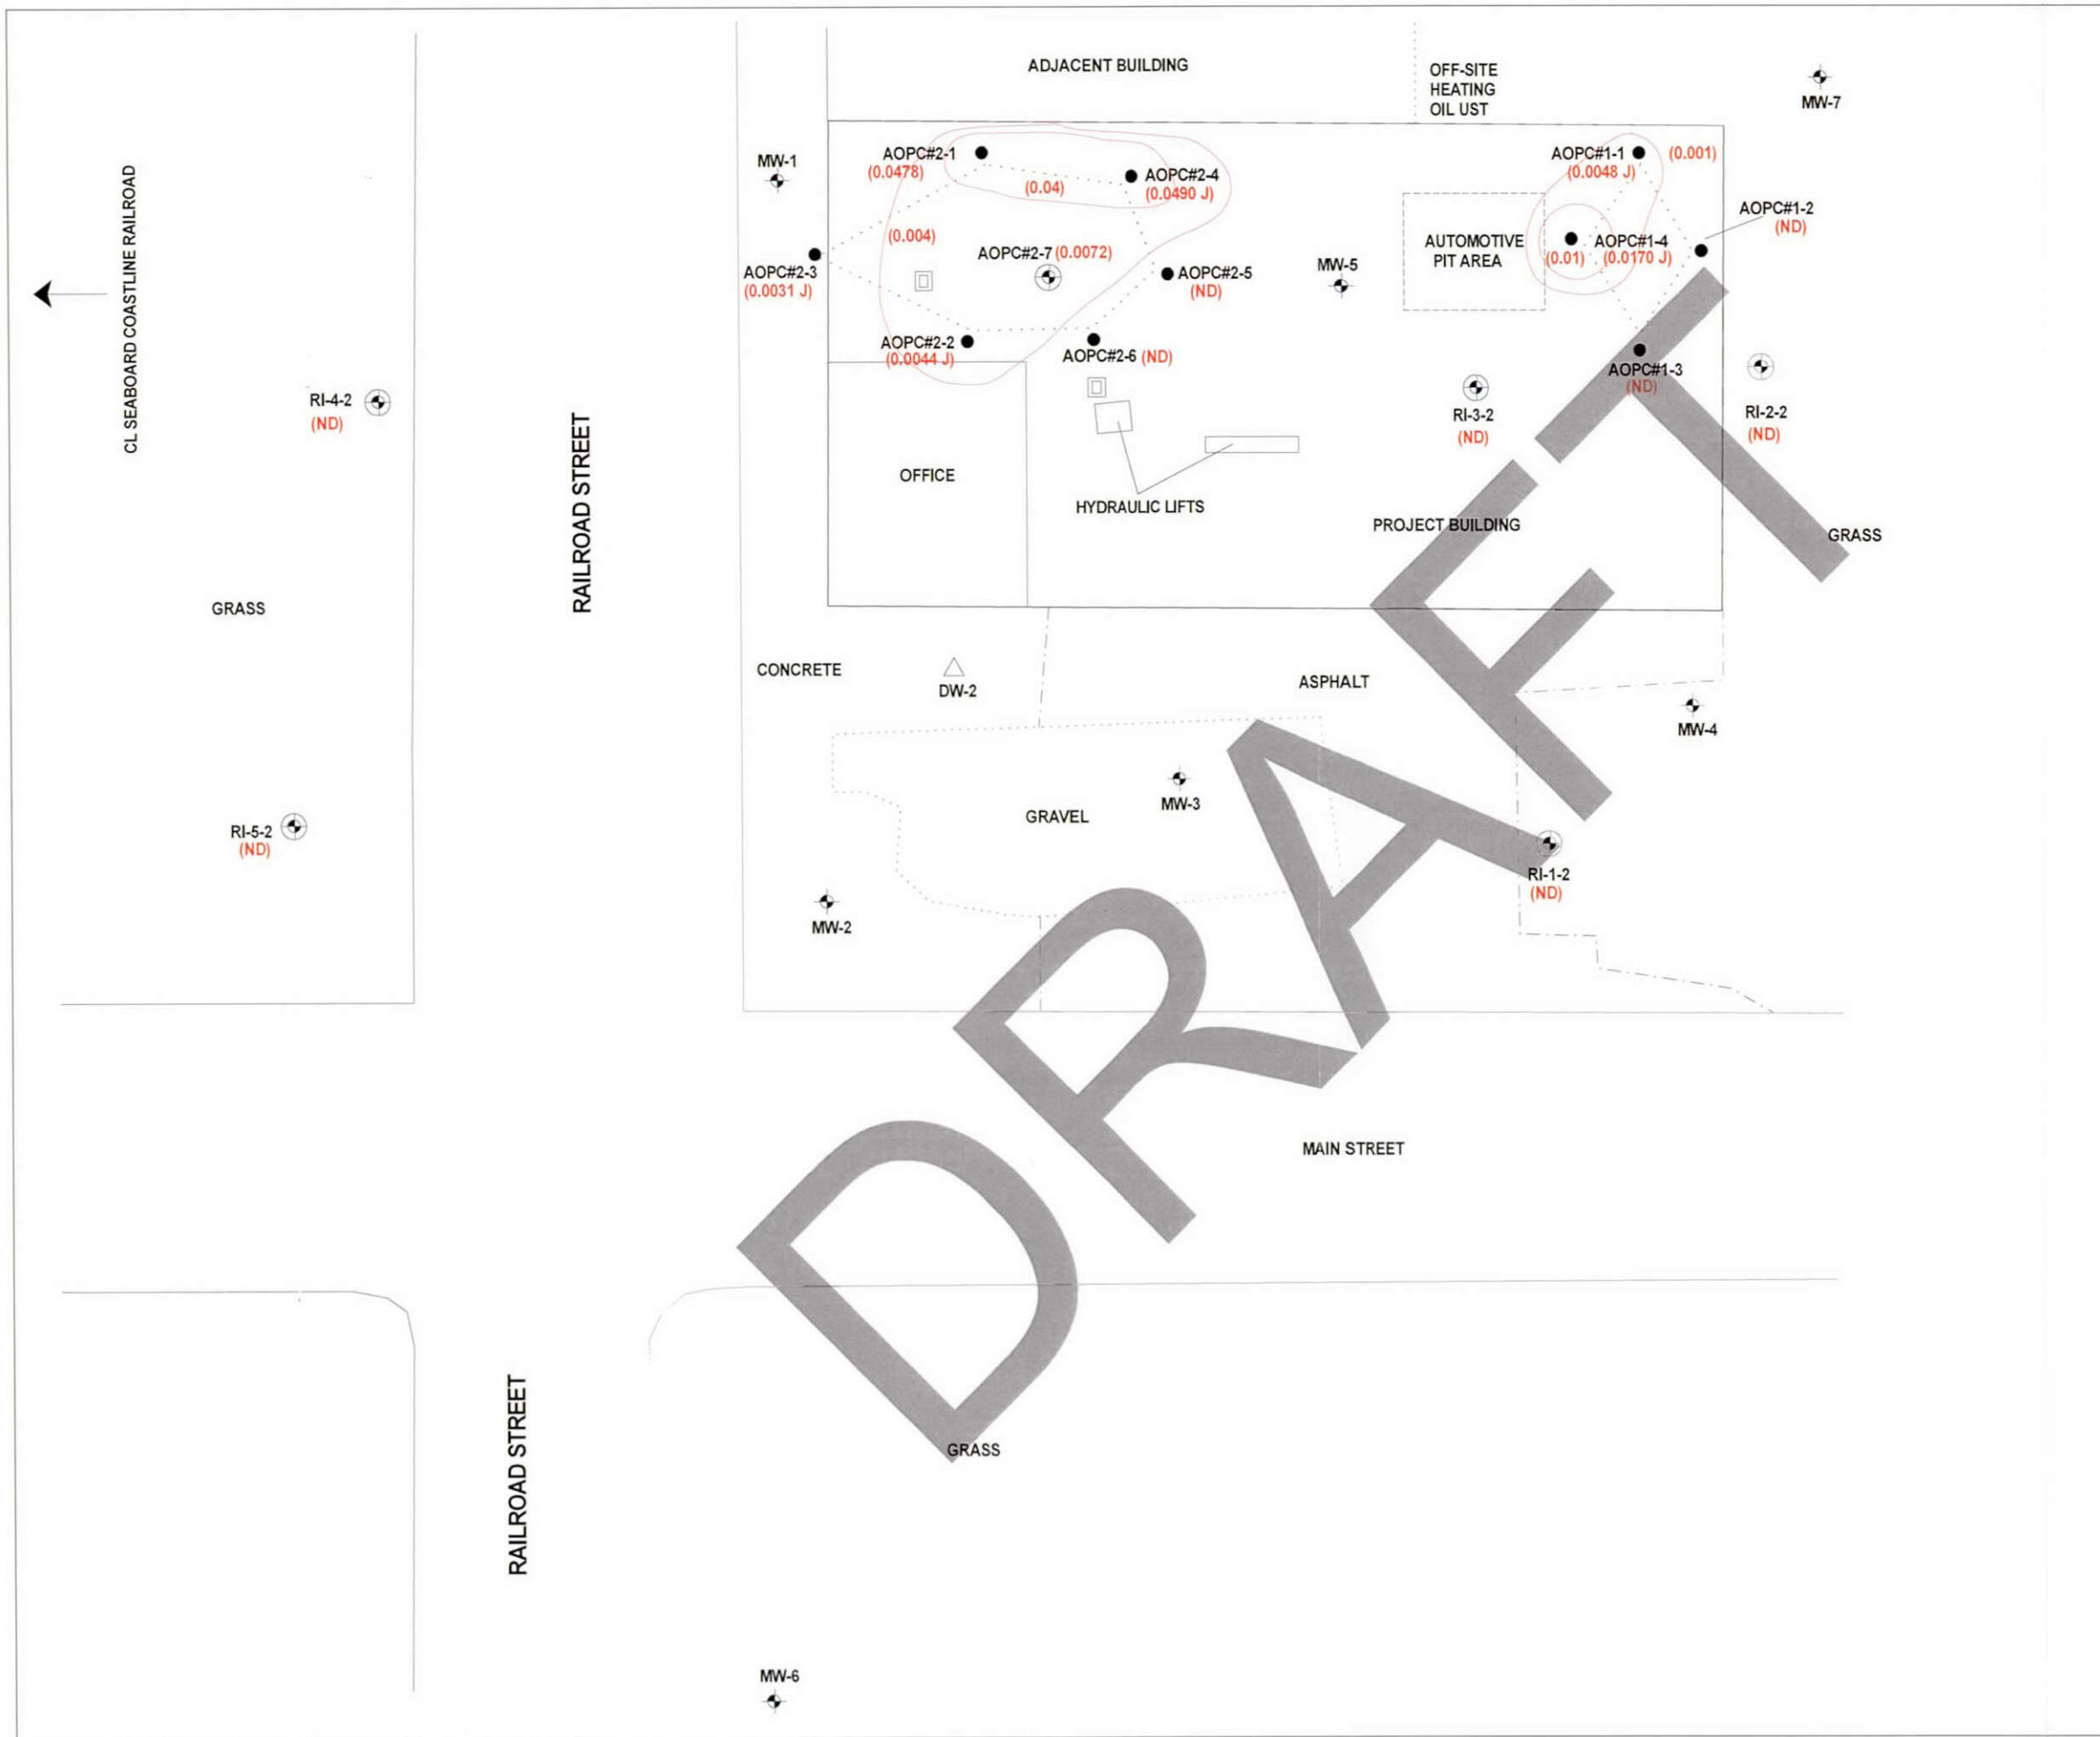 ADJACENT BUILDING
OFF-SITE
HEATING
OIL UST
MW-7
MW-1
AOPC#2-1
(0.0478)
(0.04)
AOPC#2-4
(0.0490 J)
AOPC#1-1
(0.001)
(0.0048 J)
AOPC#1-2
(ND)
CL SEABOARD COASTLINE RAILROAD
AOPC#2-3
(0.0031 J)
(0.004)
AOPC#2-7 (0.0072)
AOPC#2-5
(ND)
MW-5
AUTOMOTIVE
PIT AREA
AOPC#1-4
(0.01)
(0.0170 J)
AOPC#2-2
(0.0044 J)
AOPC#2-6 (ND)
AOPC#1-3
(ND)
RI-4-2
(ND)
RI-3-2
(ND)
RI-2-2
(ND)
RAILROAD STREET
OFFICE
HYDRAULIC LIFTS
PROJECT BUILDING
GRASS
GRASS
CONCRETE
DW-2
ASPHALT
MW-4
MW-3
GRAVEL
RI-5-2
(ND)
RI-1-2
(ND)
MW-2
DRAFT
MAIN STREET
GRASS
RAILROAD STREET
MW-6